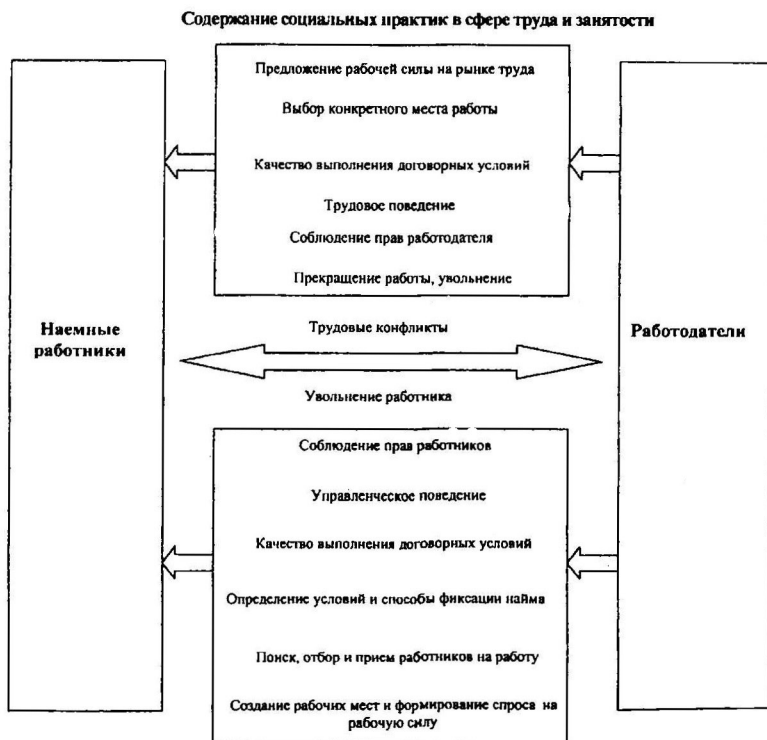 Содержание социальных практик в сфере труда и занятости
Предложение рабочей силы на рынке труда
Выбор конкретного места работы
Качество выполнения договорных условий
Трудовое поведение
Соблюдение прав работодателя
Прекращение работы, увольнение
Наемные
работники
Трудовые конфликты
Увольнение работника
Работодатели
Соблюдение прав работников
Управленческое поведение
Качество выполнения договорных условий
Определение условий и способы фиксации найма
Поиск, отбор и прием работников на работу
Создание рабочих мест и формирование спроса на
рабочую силу